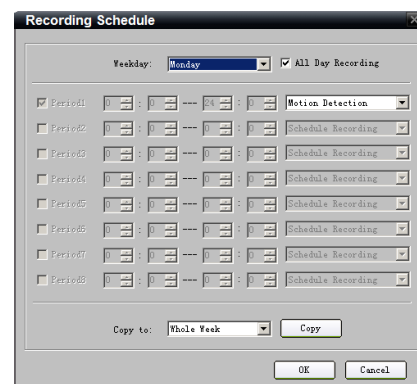 Recording Schedule
Weekday: Monday All Day Recording
Period1 0 : 0 --- 24 : 0 Motion Detection
Period2 0 : 0 --- 0 : 0 Schedule Recording
Period3 0 : 0 --- 0 : 0 Schedule Recording
Period4 0 : 0 --- 0 : 0 Schedule Recording
Period5 0 : 0 --- 0 : 0 Schedule Recording
Period6 0 : 0 --- 0 : 0 Schedule Recording
Period7 0 : 0 --- 0 : 0 Schedule Recording
Period8 0 : 0 --- 0 : 0 Schedule Recording
Copy to: Whole Week Copy
OK Cancel